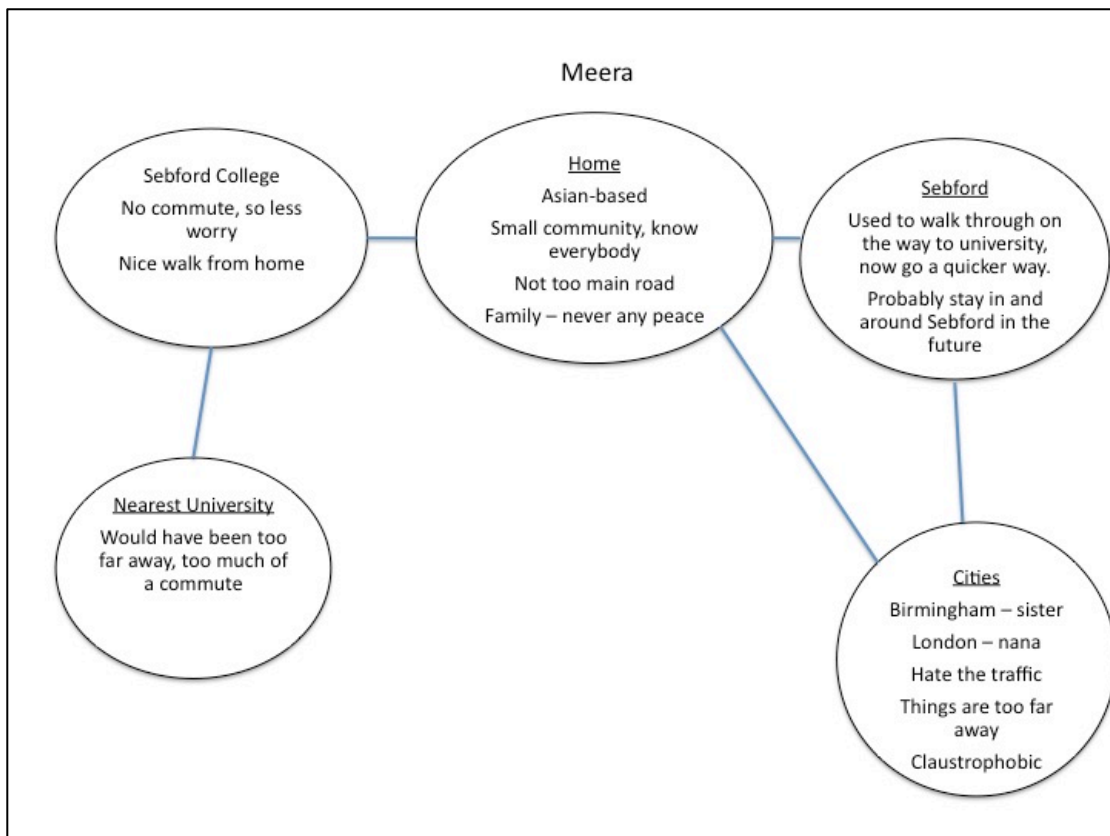 Meera
Sebford College
No commute, so less
worry
Nice walk from home
Home
Asian-based
Small community, know
everybody
Not too main road
Family – never any peace
Sebford
Used to walk through on
the way to university,
now go a quicker way.
Probably stay in and
around Sebford in the
future
Nearest University
Would have been too
far away, too much of
a commute
Cities
Birmingham – sister
London – nana
Hate the traffic
Things are too far
away
Claustrophobic